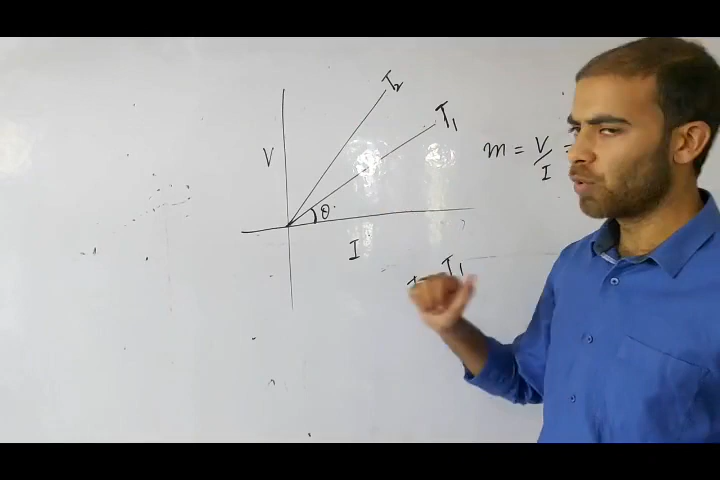 T₂
T₁
V
m = V/I =
θ
I
T₁